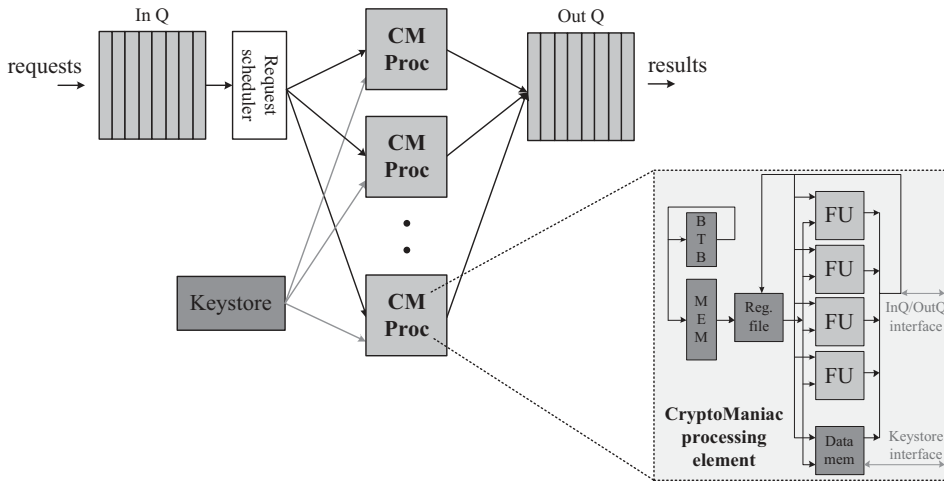 In Q
Out Q
requests
Request
scheduler
CM
Proc
results
CM
Proc
Keystore
CM
Proc
B
T
B
M
E
M
Reg.
file
FU
FU
FU
FU
InQ/OutQ
interface
CryptoManiac
processing
element
Data
mem
Keystore
interface